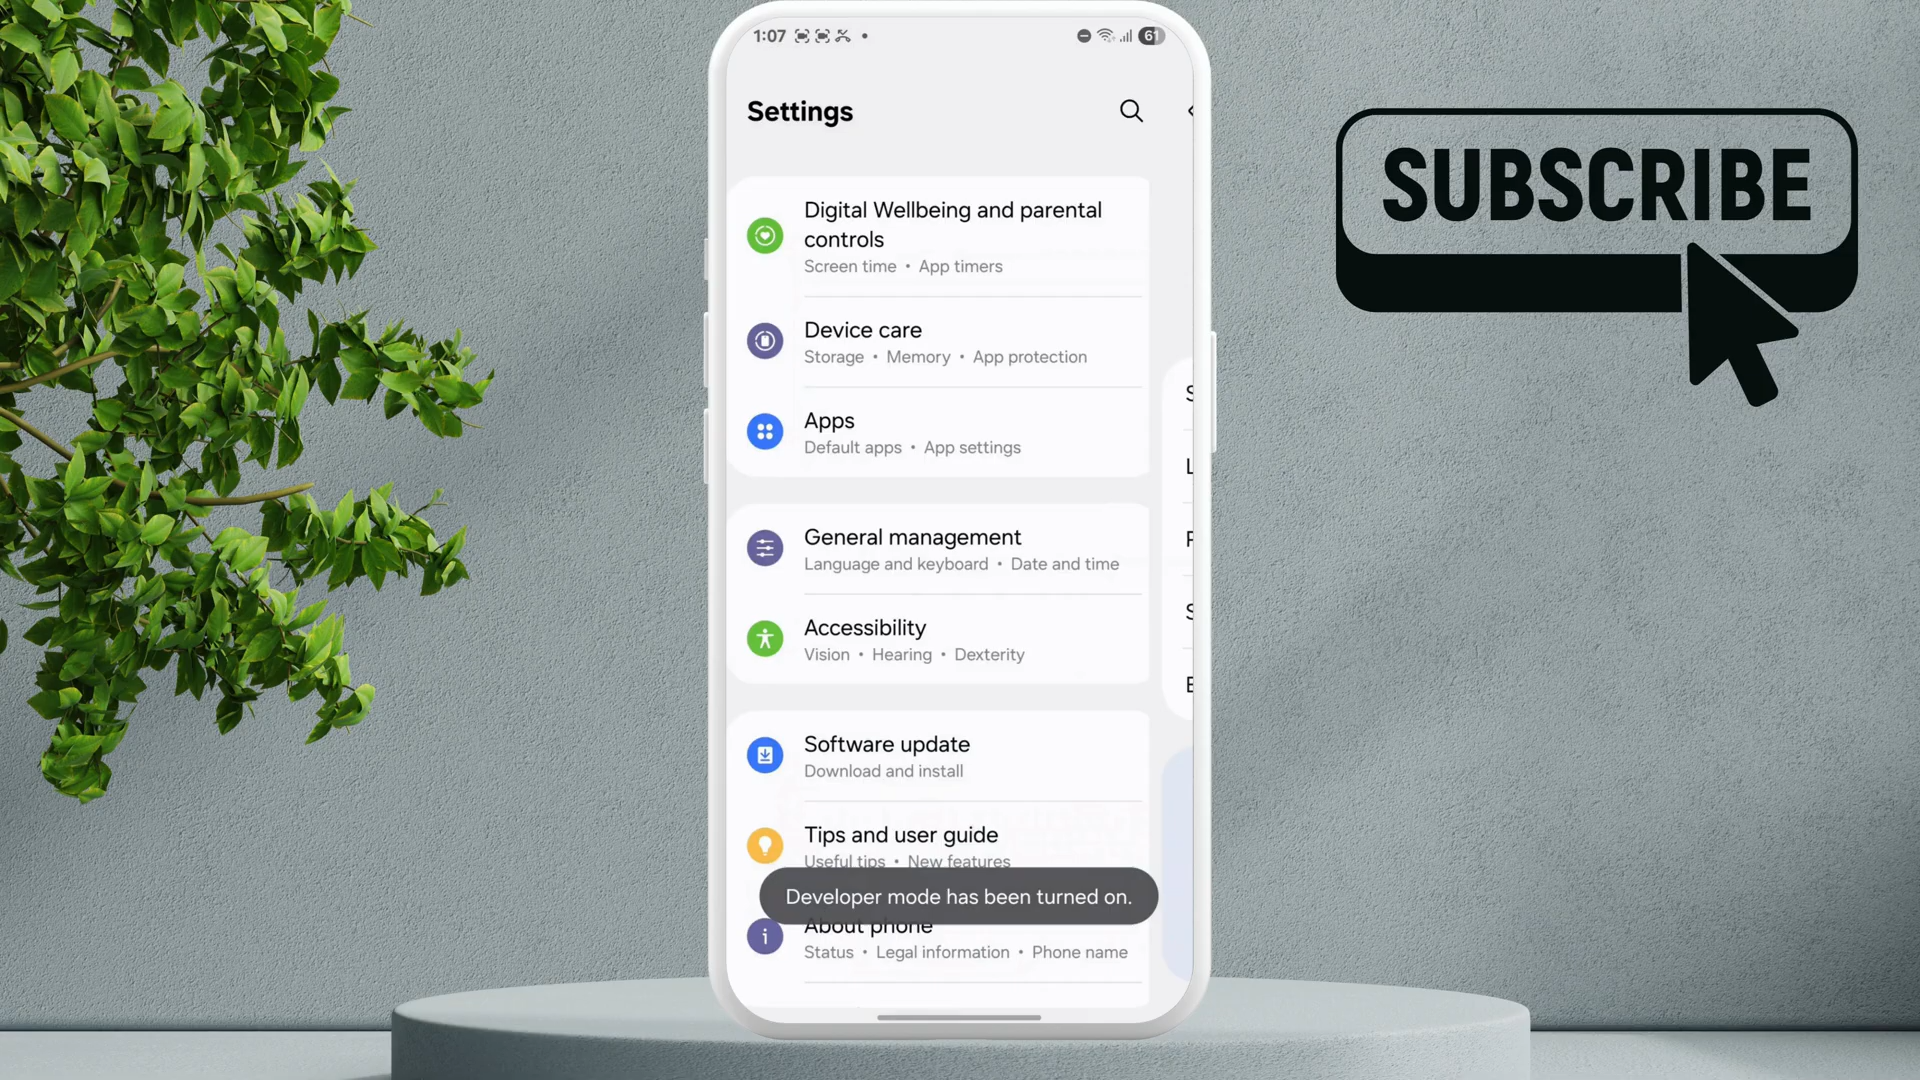 1:07
61
Settings
SUBSCRIBE
Digital Wellbeing and parental
controls
Screen time • App timers
Device care
Storage • Memory • App protection
Apps
Default apps • App settings
General management
Language and keyboard • Date and time
Accessibility
Vision • Hearing • Dexterity
Software update
Download and install
Tips and user guide
Useful tips • New features
Developer mode has been turned on.
About phone
Status • Legal information • Phone name